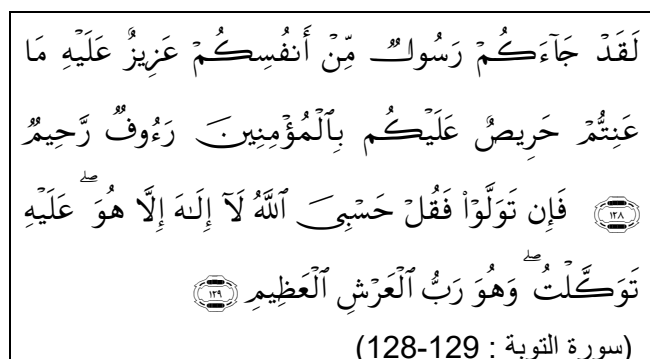 لَقَدْ جَآءَكُمْ رَسُولٌ مِّنْ أَنفُسِكُمْ عَزِيزٌ عَلَيْهِ مَا
عَنِتُّمْ حَرِيصٌ عَلَيْكُم بِٱلْمُؤْمِنِينَ رَءُوفٌ رَّحِيمٌ
﴿١٢٨﴾ فَإِن تَوَلَّوْا۟ فَقُلْ حَسْبِىَ ٱللَّهُ لَآ إِلَـٰهَ إِلَّا هُوَ ۖ عَلَيْهِ
تَوَكَّلْتُ ۖ وَهُوَ رَبُّ ٱلْعَرْشِ ٱلْعَظِيمِ ﴿١٢٩﴾
(سورة التوبة : 129-128)